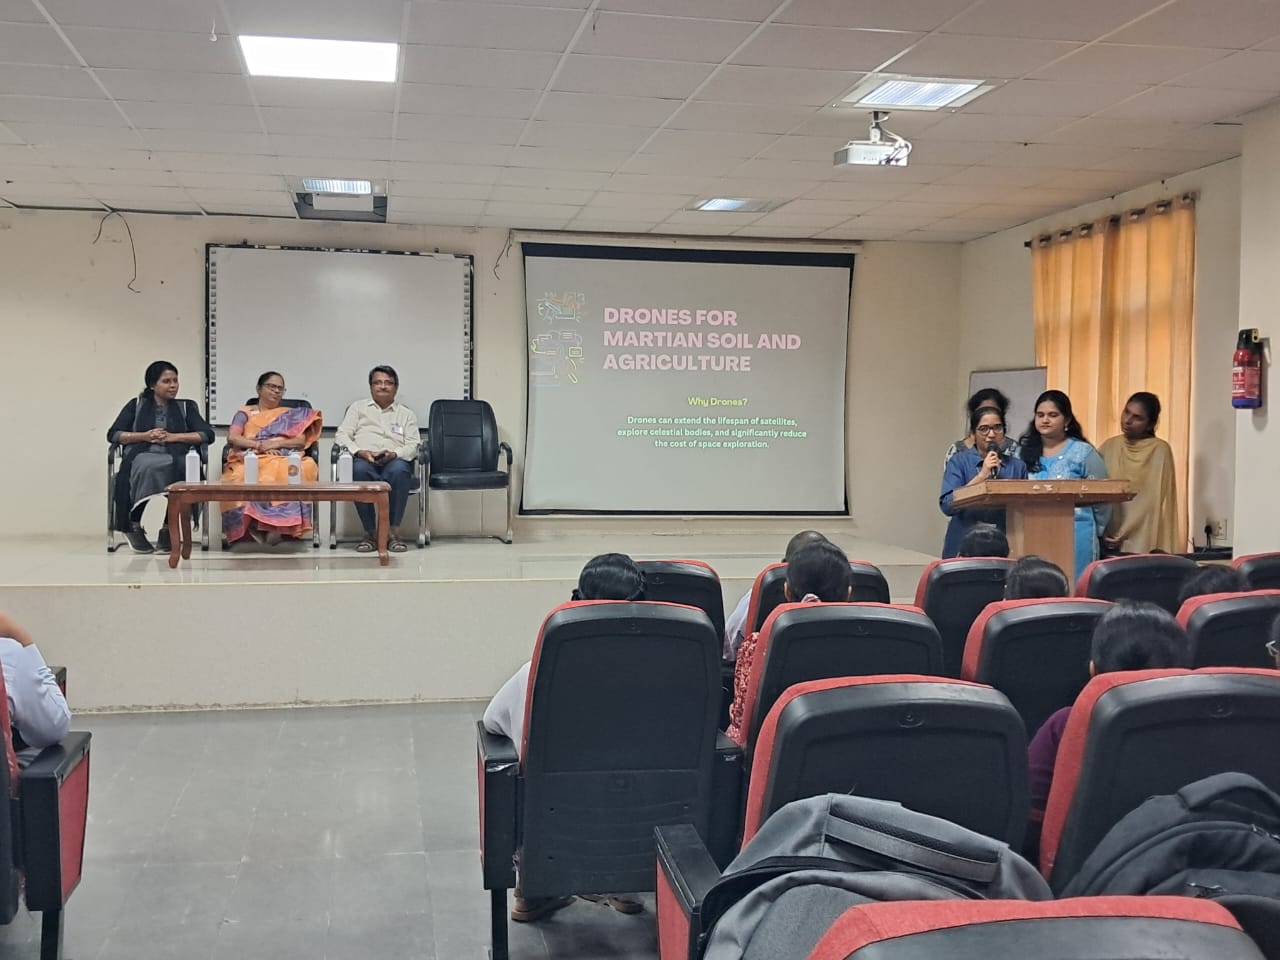 DRONES FOR
MARTIAN SOIL AND
AGRICULTURE
Why Drones?
Drones can extend the lifespan of satellites,
explore celestial bodies, and significantly reduce
the cost of space exploration.